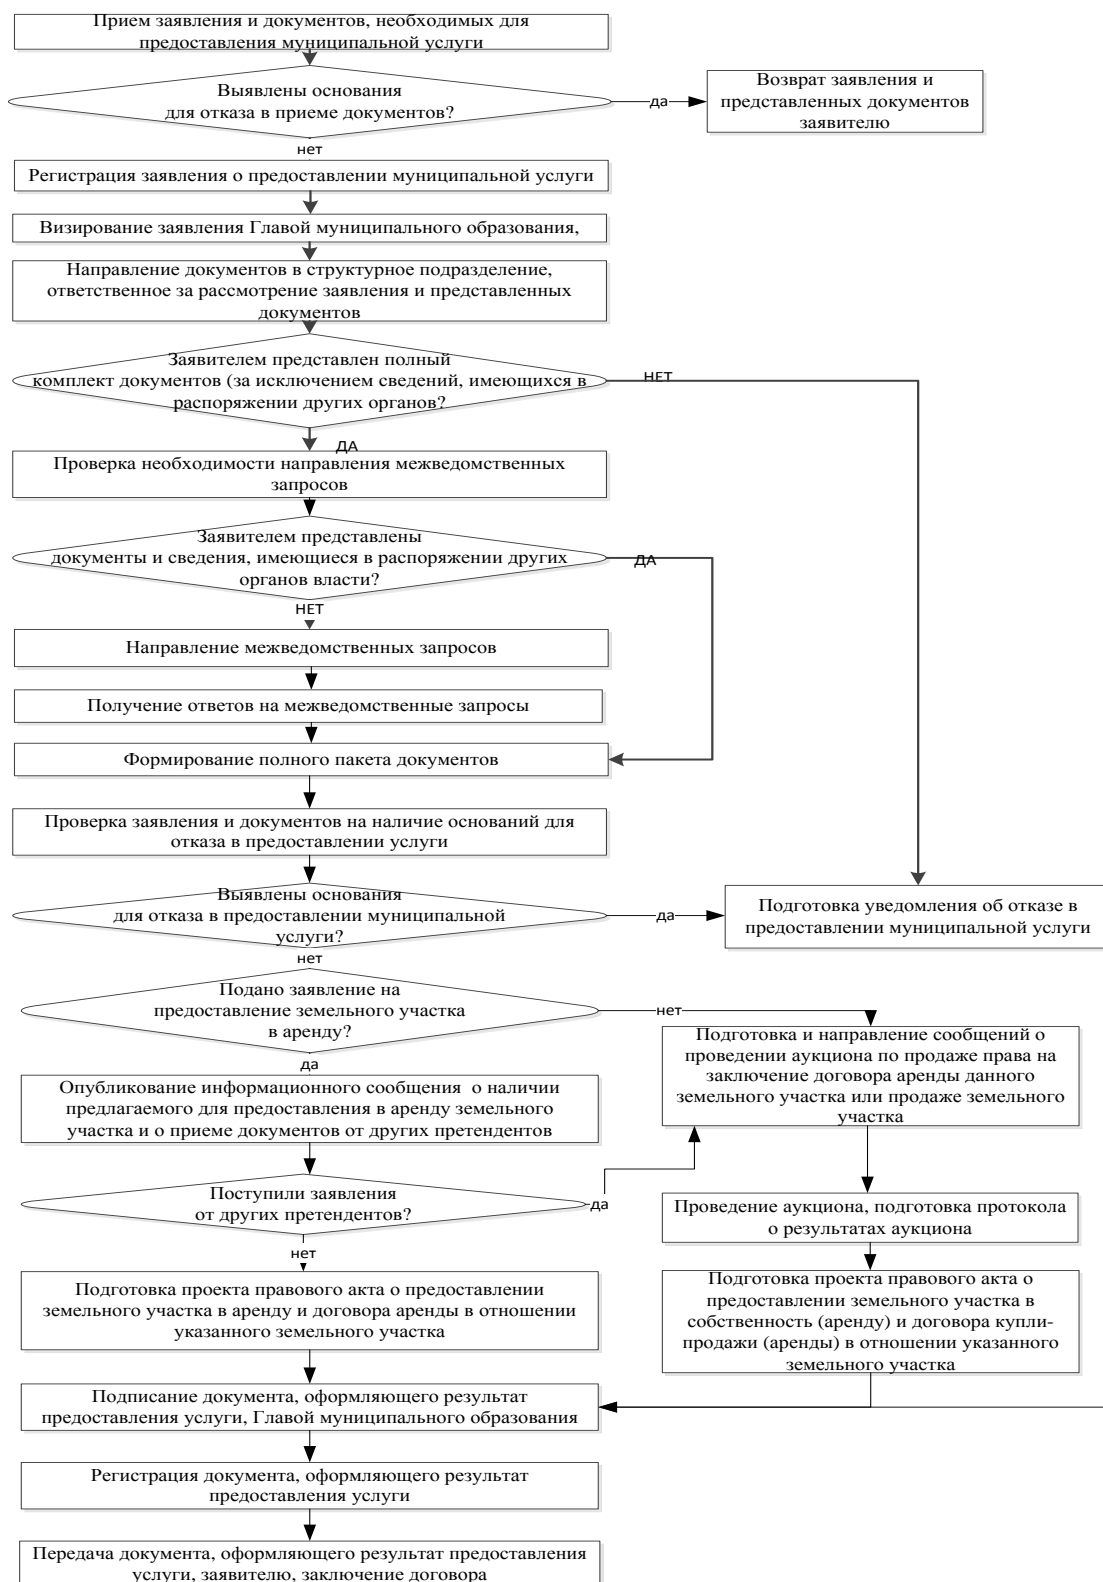 Прием заявления и документов, необходимых для
предоставления муниципальной услуги
Выявлены основания
для отказа в приеме документов?
да
Возврат заявления и
представленных документов
заявителю
нет
Регистрация заявления о предоставлении муниципальной услуги
Визирование заявления Главой муниципального образования,
Направление документов в структурное подразделение,
ответственное за рассмотрение заявления и представленных
документов
Заявителем представлен полный
комплект документов (за исключением сведений, имеющихся в
распоряжении других органов?
НЕТ
ДА
Проверка необходимости направления межведомственных
запросов
Заявителем представлены
документы и сведения, имеющиеся в распоряжении других
органов власти?
ДА
НЕТ
Направление межведомственных запросов
Получение ответов на межведомственные запросы
Формирование полного пакета документов
Проверка заявления и документов на наличие оснований для
отказа в предоставлении услуги
Выявлены основания
для отказа в предоставлении муниципальной
услуги?
да
Подготовка уведомления об отказе в
предоставлении муниципальной услуги
нет
Подано заявление на
предоставление земельного участка
в аренду?
нет
Подготовка и направление сообщений о
проведении аукциона по продаже права на
заключение договора аренды данного
земельного участка или продаже земельного
участка
да
Опубликование информационного сообщения о наличии
предлагаемого для предоставления в аренду земельного
участка и о приеме документов от других претендентов
Поступили заявления
от других претендентов?
да
Проведение аукциона, подготовка протокола
о результатах аукциона
нет
Подготовка проекта правового акта о предоставлении
земельного участка в аренду и договора аренды в отношении
указанного земельного участка
Подготовка проекта правового акта о
предоставлении земельного участка в
собственность (аренду) и договора купли-
продажи (аренды) в отношении указанного
земельного участка
Подписание документа, оформляющего результат
предоставления услуги, Главой муниципального образования
Регистрация документа, оформляющего результат
предоставления услуги
Передача документа, оформляющего результат предоставления
услуги, заявителю, заключение договора